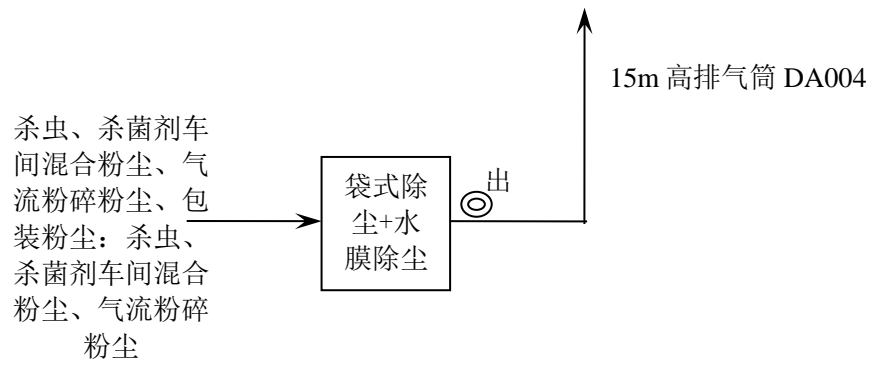 15m 高排气筒 DA004
杀虫、杀菌剂车
间混合粉尘、气
流粉碎粉尘、包
装粉尘：杀虫、
杀菌剂车间混合
粉尘、气流粉碎
粉尘
袋式除
尘+水
膜除尘
出